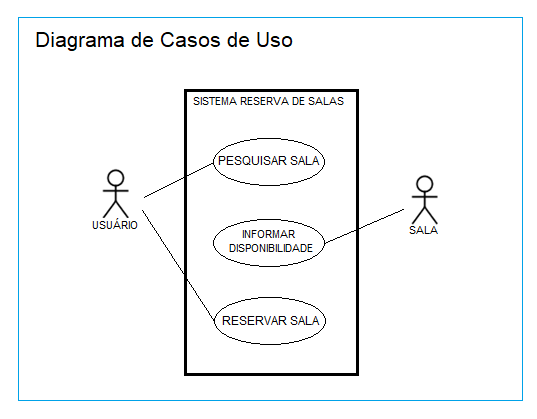 Diagrama de Casos de Uso
SISTEMA RESERVA DE SALAS
PESQUISAR SALA
USUÁRIO
INFORMAR
DISPONIBILIDADE
SALA
RESERVAR SALA